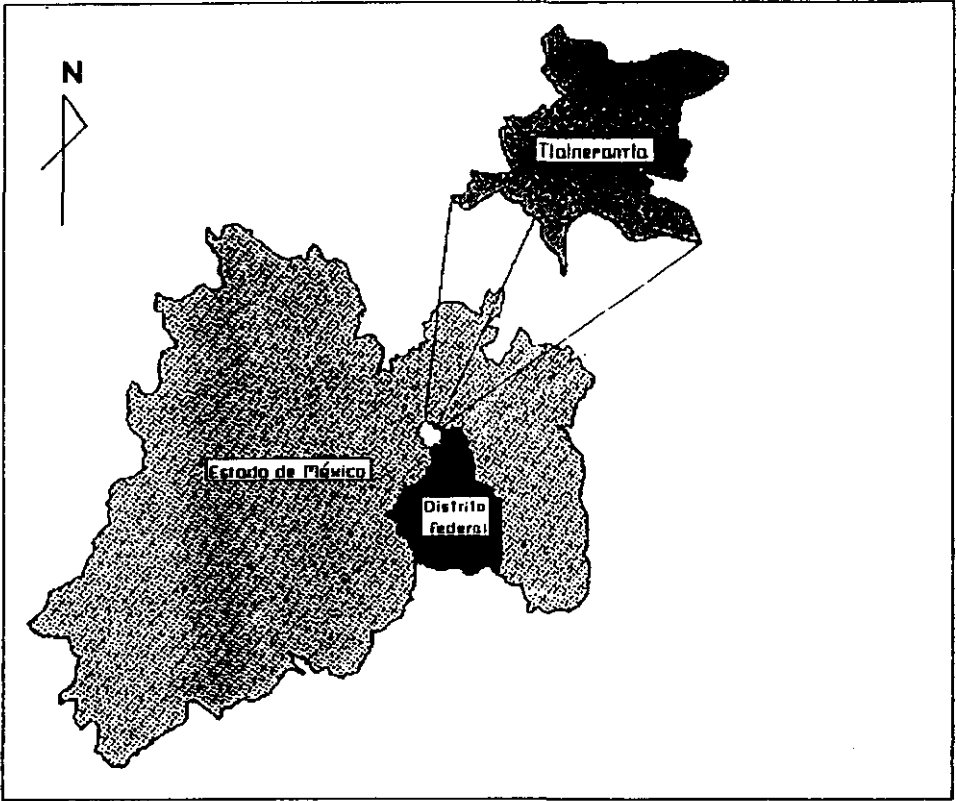 N
Tlalnepantla
Estado de México
Distrito
Federal